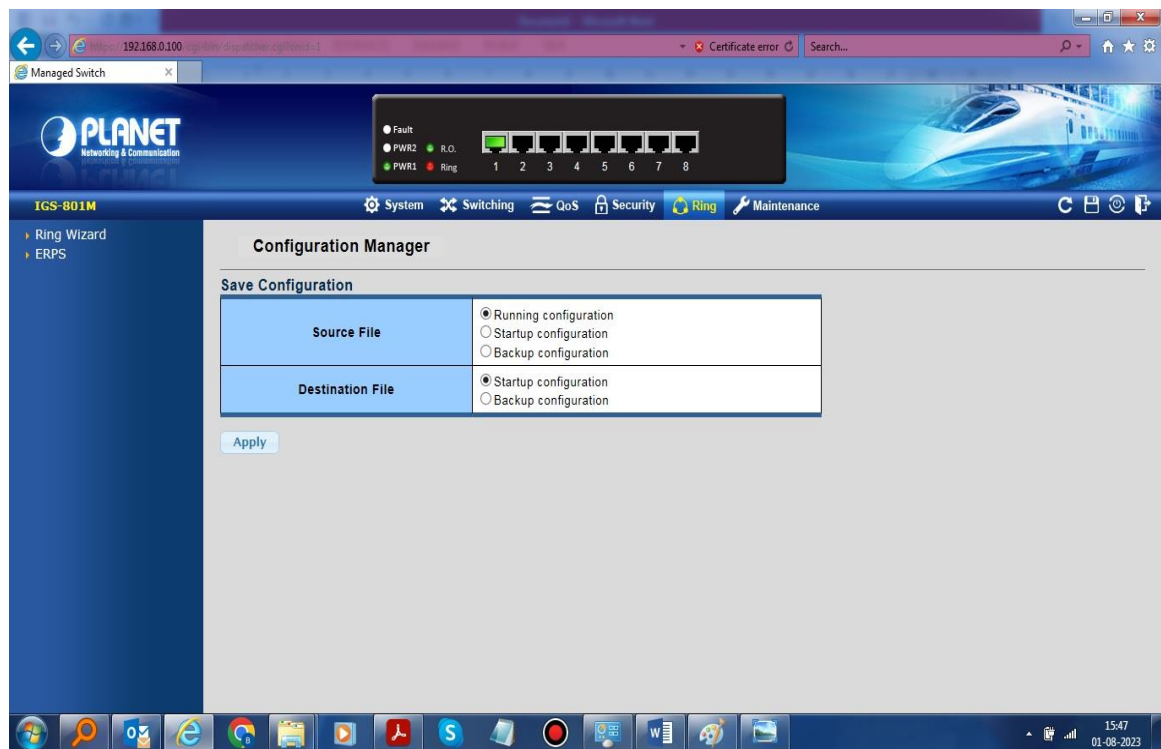 192.168.0.100
Certificate error
Search...
Managed Switch
PLANET
Networking & Communication
Fault
PWR2 R.O.
PWR1 Ring
1 2 3 4 5 6 7 8
IGS-801M
System Switching QoS Security Ring Maintenance
Ring Wizard
ERPS
Configuration Manager
Save Configuration
Source File
Running configuration
Startup configuration
Backup configuration
Destination File
Startup configuration
Backup configuration
Apply
15:47
01-08-2023